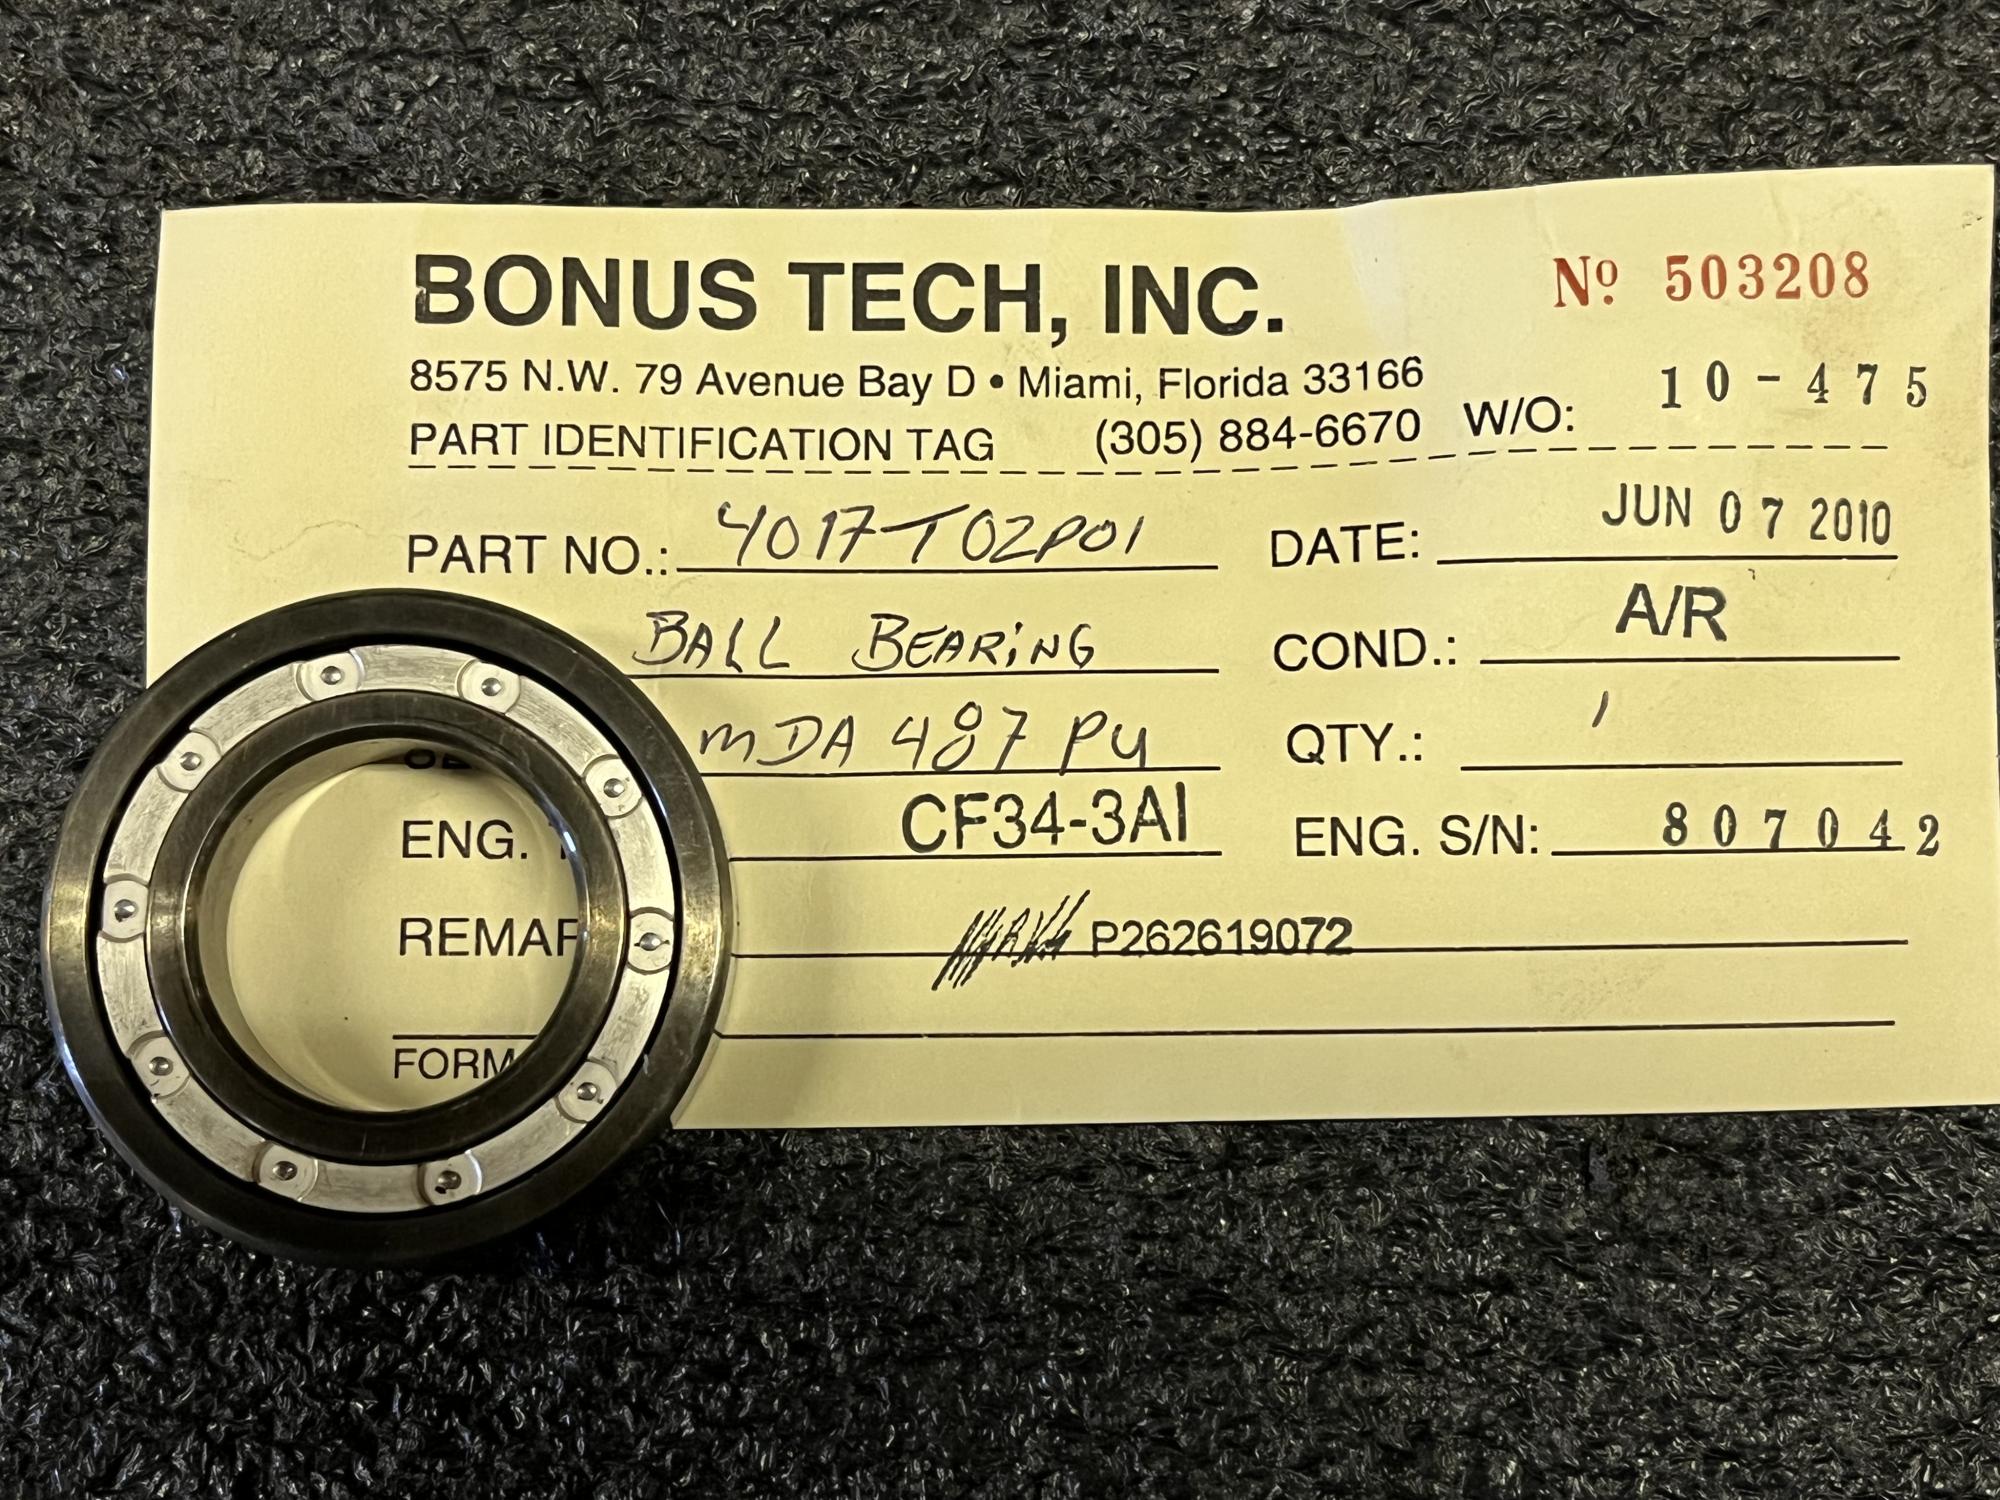 BONUS TECH, INC. Nº 503208
8575 N.W. 79 Avenue Bay D • Miami, Florida 33166
PART IDENTIFICATION TAG (305) 884-6670 W/O: 10-475
PART NO.: 4017T02P01 DATE: JUN 07 2010
BALL BEARING COND.: A/R
MDA 487 PU QTY.: 1
ENG. CF34-3A1 ENG. S/N: 807042
REMAR P262619072
FORM